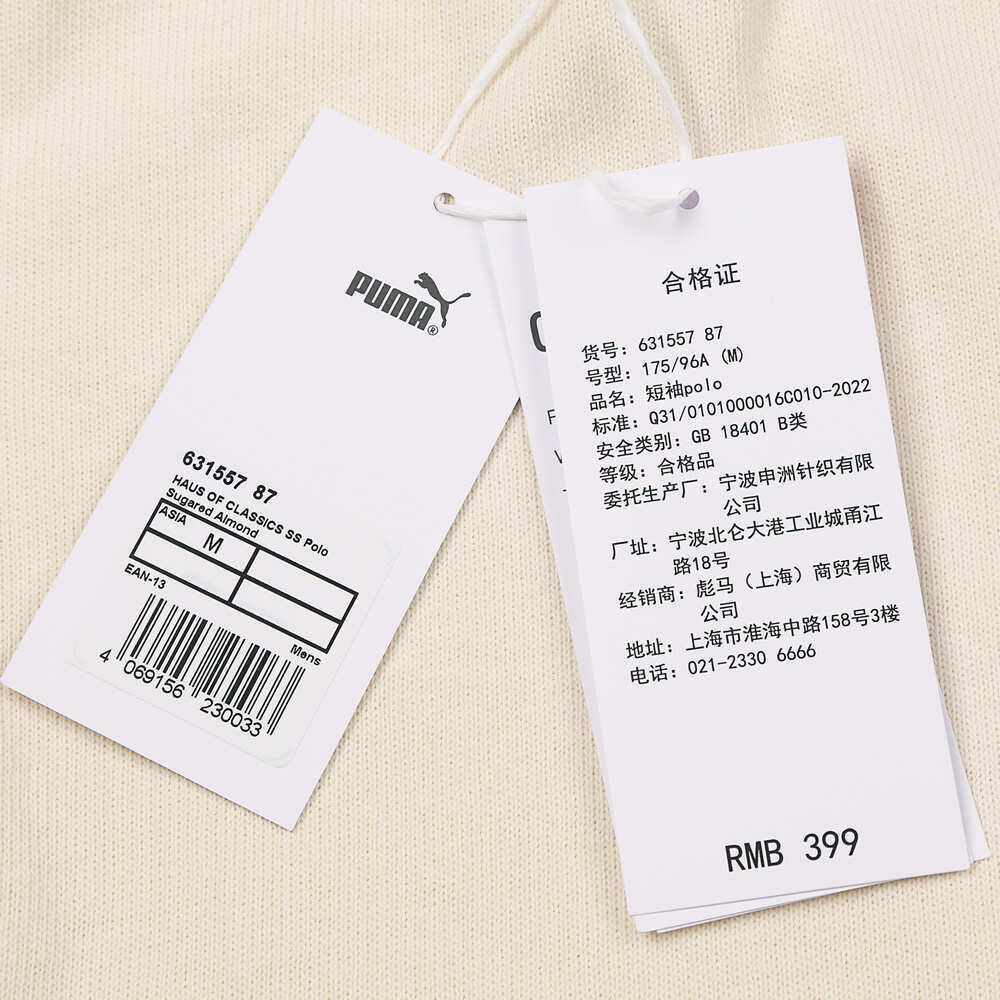 PUMA®
631557 87
HAUS OF CLASSICS SS Polo
Sugared Almond
ASIA
M
EAN-13
Mens
4 069156 230033
合格证
货号：631557 87
号型：175/96A (M)
品名：短袖polo
标准：Q31/0101000016C010-2022
安全类别：GB 18401 B类
等级：合格品
委托生产厂：宁波申洲针织有限
公司
厂址：宁波北仑大港工业城甬江
路18号
经销商：彪马（上海）商贸有限
公司
地址：上海市淮海中路158号3楼
电话：021-2330 6666
RMB 399